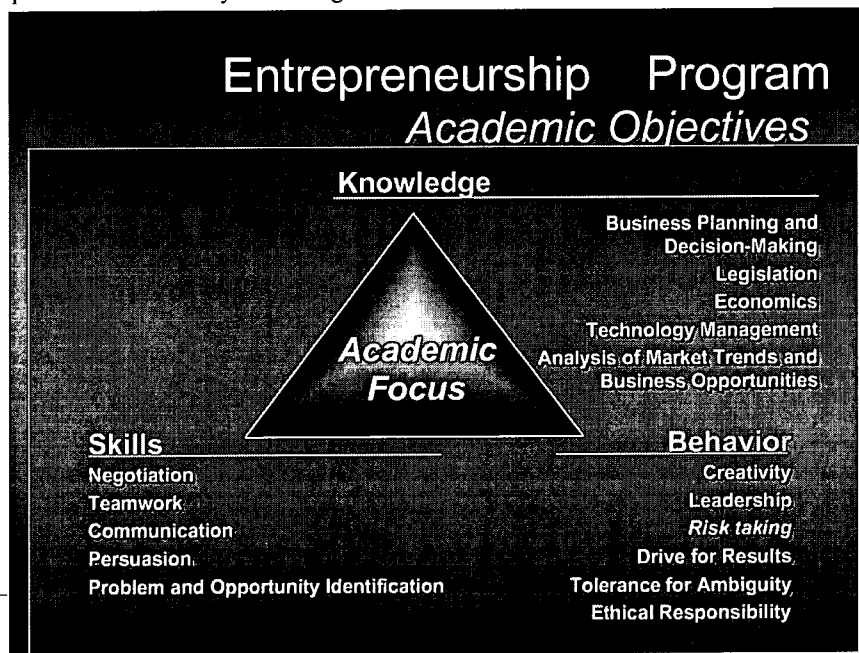 Entrepreneurship Program
Academic Objectives
Knowledge
Business Planning and
Decision-Making
Legislation
Economics
Technology Management
Analysis of Market Trends and
Business Opportunities
Academic
Focus
Skills
Negotiation
Teamwork
Communication
Persuasion
Problem and Opportunity Identification
Behavior
Creativity
Leadership
Risk taking
Drive for Results
Tolerance for Ambiguity
Ethical Responsibility